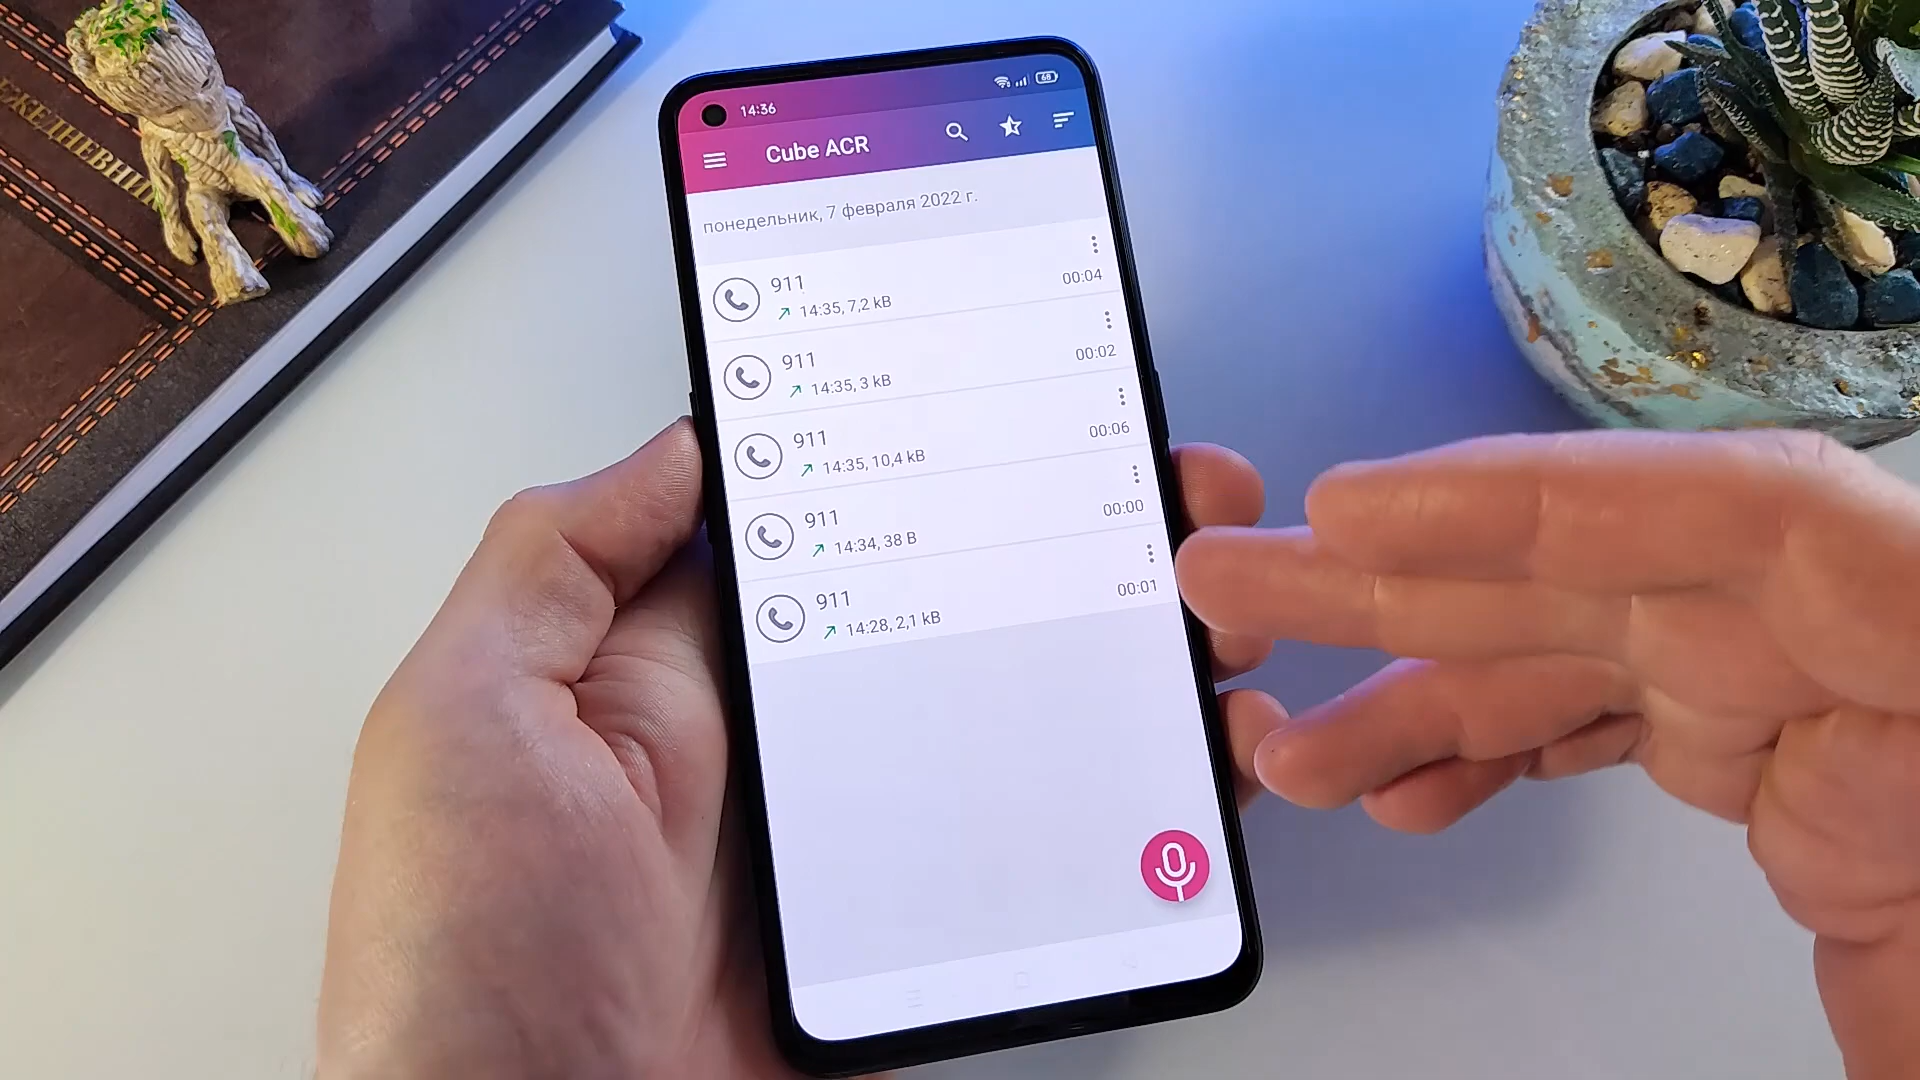 ЕЖЕДНЕВНИК
14:36
68
Cube ACR
понедельник, 7 февраля 2022 г.
911
14:35, 7,2 kB
00:04
911
14:35, 3 kB
00:02
911
14:35, 10,4 kB
00:06
911
14:34, 38 B
00:00
911
14:28, 2,1 kB
00:01